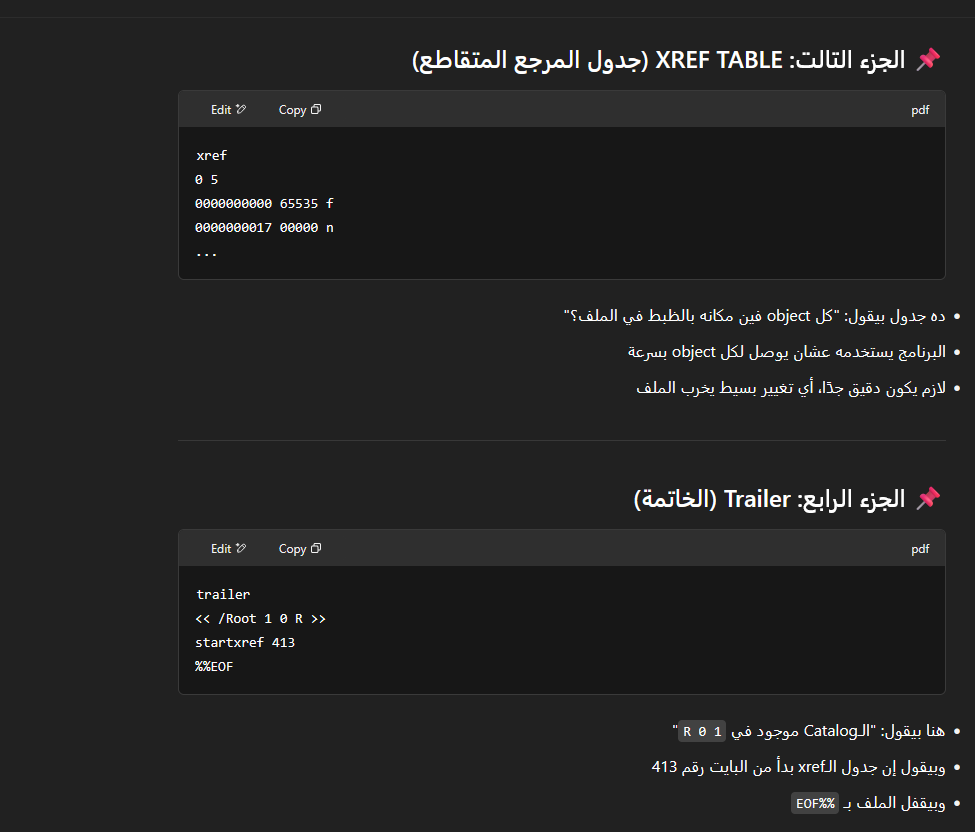 📌 الجزء التالت: XREF TABLE (جدول المرجع المتقاطع)
pdf Copy Edit
xref
0 5
0000000000 65535 f
0000000017 00000 n
...
• ده جدول بيقول: "كل object فين مكانه بالظبط في الملف؟"
• البرنامج يستخدمه عشان يوصل لكل object بسرعة
• لازم يكون دقيق جدًا، أي تغيير بسيط يخرب الملف
📌 الجزء الرابع: Trailer (الخاتمة)
pdf Copy Edit
trailer
<< /Root 1 0 R >>
startxref 413
%%EOF
• هنا بيقول: "الـCatalog موجود في 1 0 R"
• وبيقول إن جدول الـxref بدأ من البايت رقم 413
• وبيقفل الملف بـ %%EOF